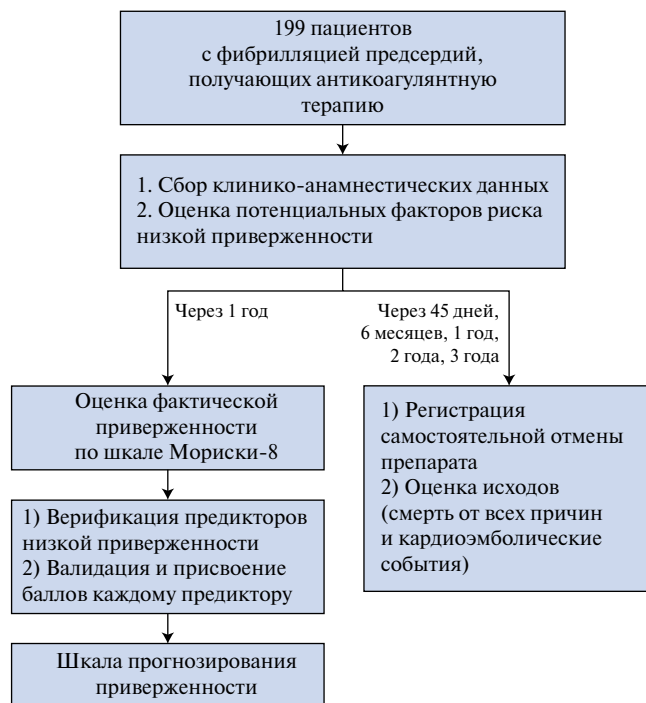 199 пациентов
с фибрилляцией предсердий,
получающих антикоагулянтную
терапию
1. Сбор клинико-анамнестических данных
2. Оценка потенциальных факторов риска
низкой приверженности
Через 1 год
Через 45 дней,
6 месяцев, 1 год,
2 года, 3 года
Оценка фактической
приверженности
по шкале Мориски-8
1) Верификация предикторов
низкой приверженности
2) Валидация и присвоение
баллов каждому предиктору
Шкала прогнозирования
приверженности
1) Регистрация
самостоятельной отмены
препарата
2) Оценка исходов
(смерть от всех причин
и кардиоэмболические
события)